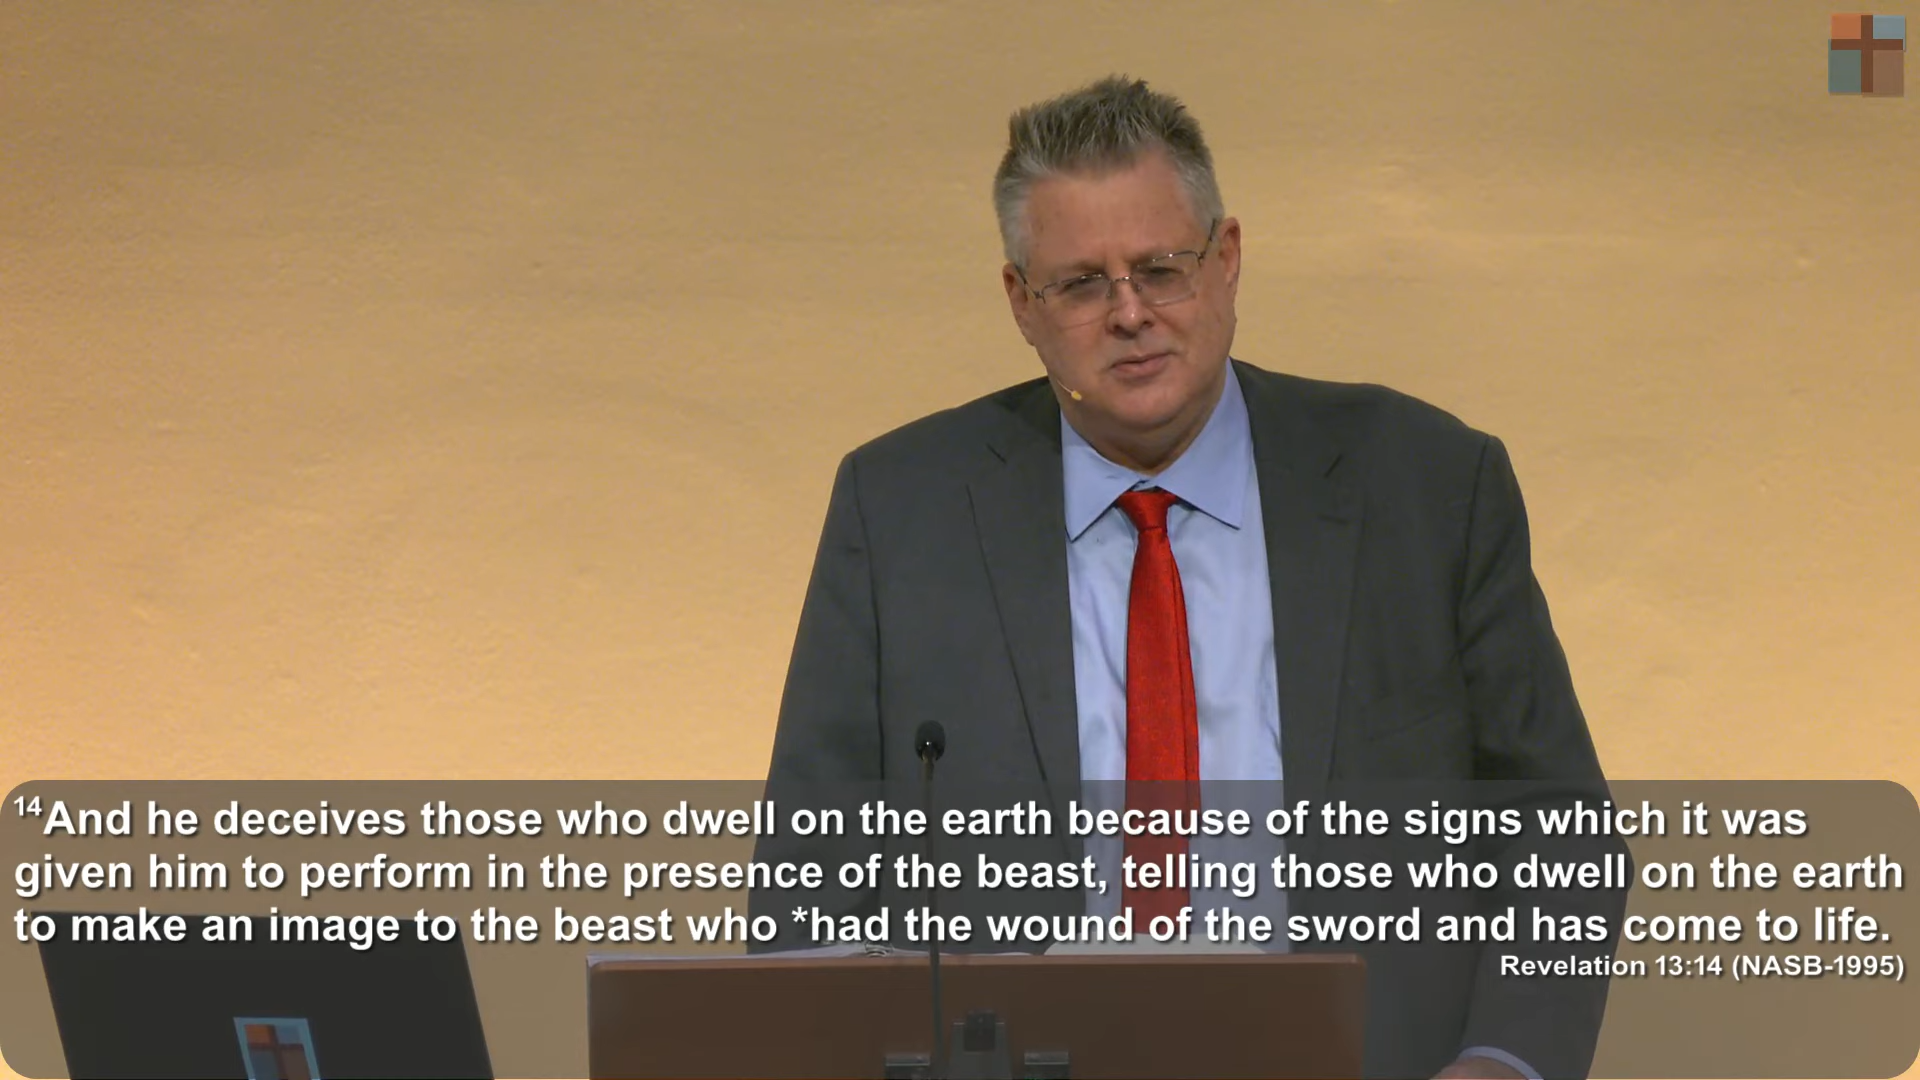 14And he deceives those who dwell on the earth because of the signs which it was
given him to perform in the presence of the beast, telling those who dwell on the earth
to make an image to the beast who *had the wound of the sword and has come to life.
Revelation 13:14 (NASB-1995)